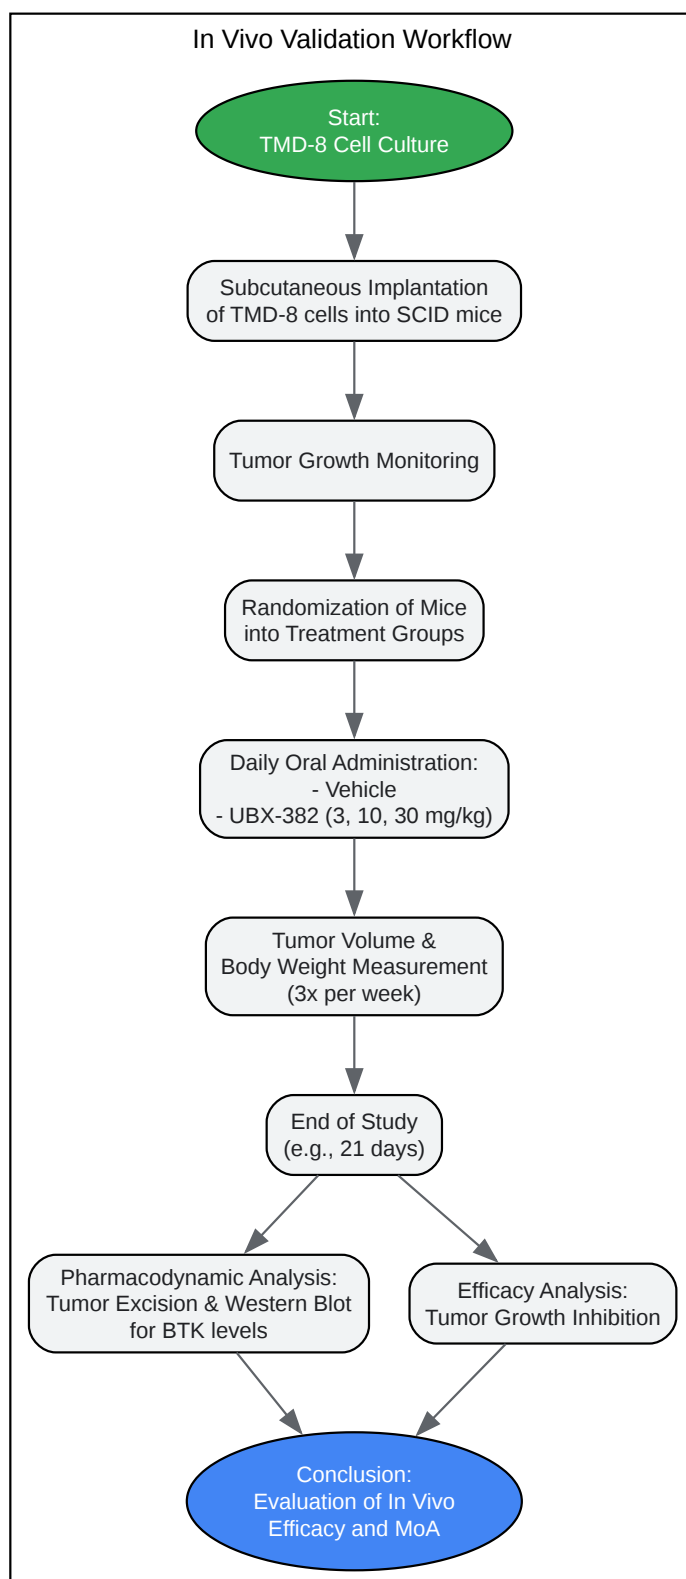 In Vivo Validation Workflow
Start:
TMD-8 Cell Culture
Subcutaneous Implantation
of TMD-8 cells into SCID mice
Tumor Growth Monitoring
Randomization of Mice
into Treatment Groups
Daily Oral Administration:
- Vehicle
- UBX-382 (3, 10, 30 mg/kg)
Tumor Volume &
Body Weight Measurement
(3x per week)
End of Study
(e.g., 21 days)
Pharmacodynamic Analysis:
Tumor Excision & Western Blot
for BTK levels
Efficacy Analysis:
Tumor Growth Inhibition
Conclusion:
Evaluation of In Vivo
Efficacy and MoA